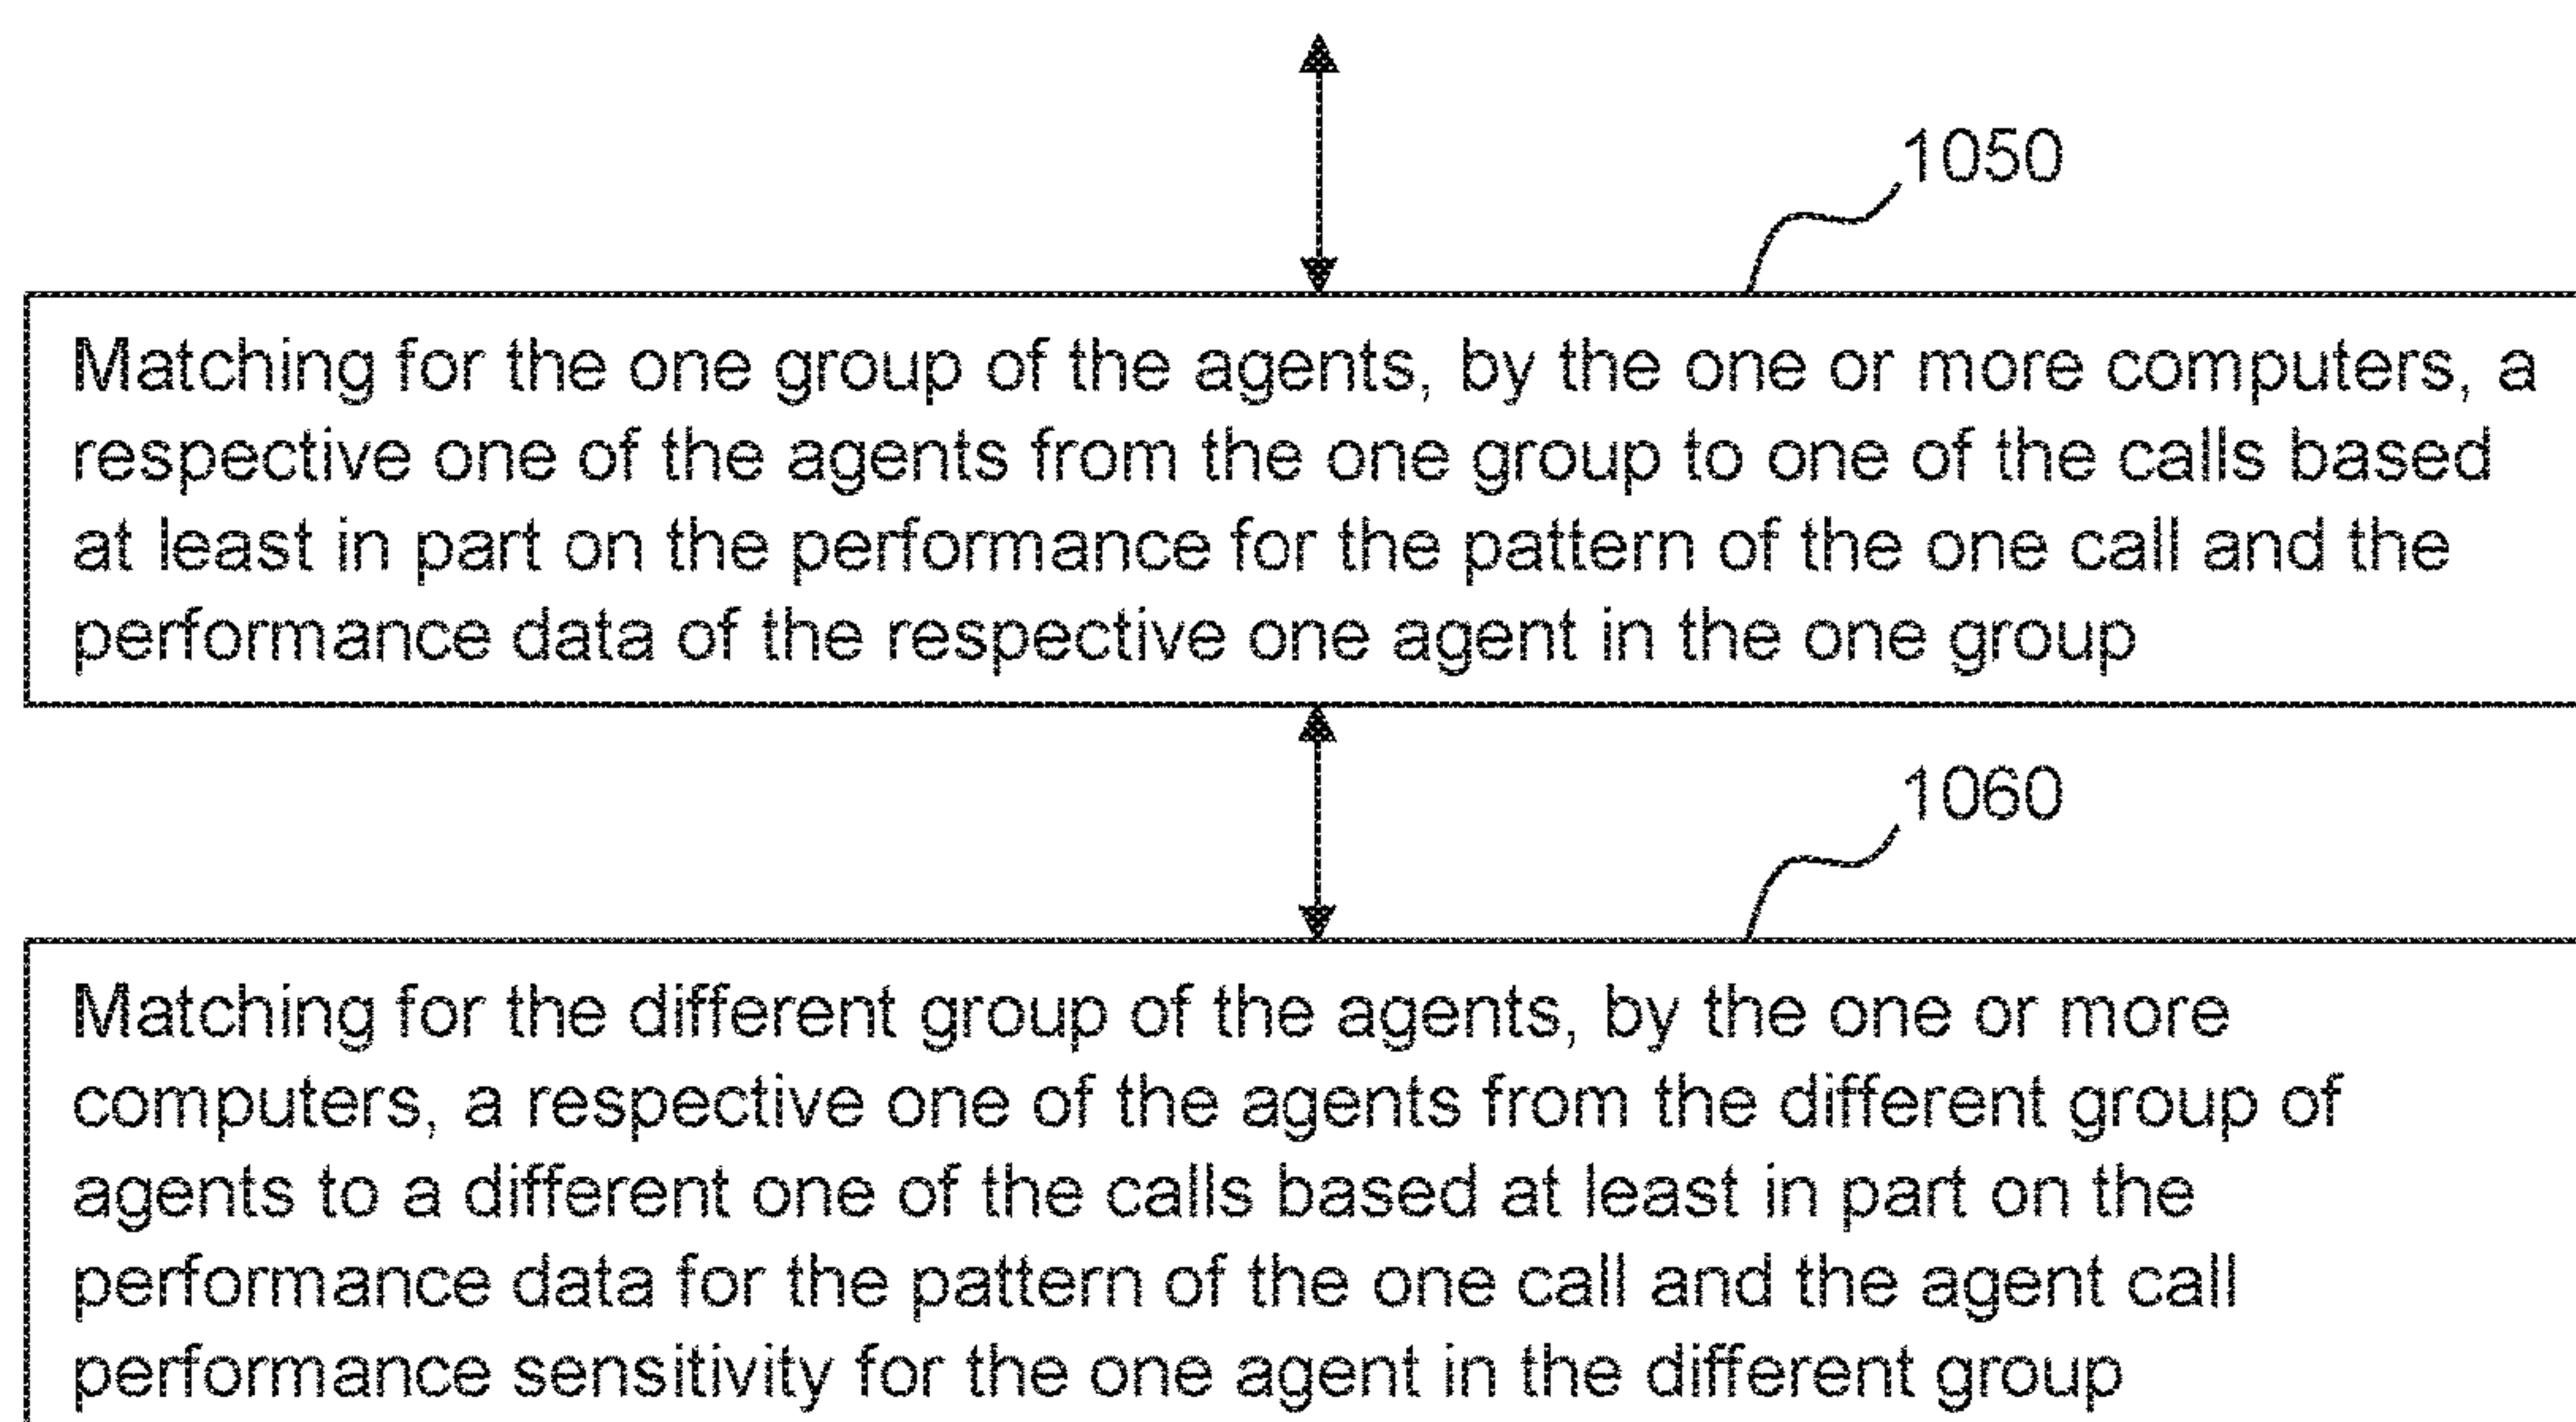 1050
Matching for the one group of the agents, by the one or more computers, a
respective one of the agents from the one group to one of the calls based
at least in part on the performance for the pattern of the one call and the
performance data of the respective one agent in the one group
1060
Matching for the different group of the agents, by the one or more
computers, a respective one of the agents from the different group of
agents to a different one of the calls based at least in part on the
performance data for the pattern of the one call and the agent call
performance sensitivity for the one agent in the different group